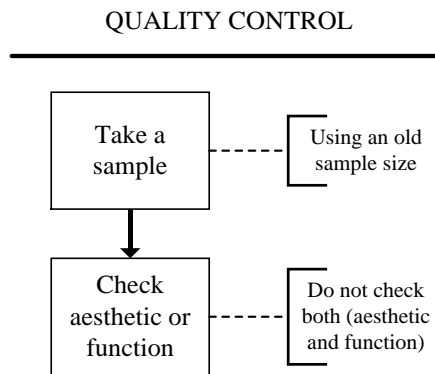 QUALITY CONTROL
Take a
sample
Using an old
sample size
Check
aesthetic or
function
Do not check
both (aesthetic
and function)